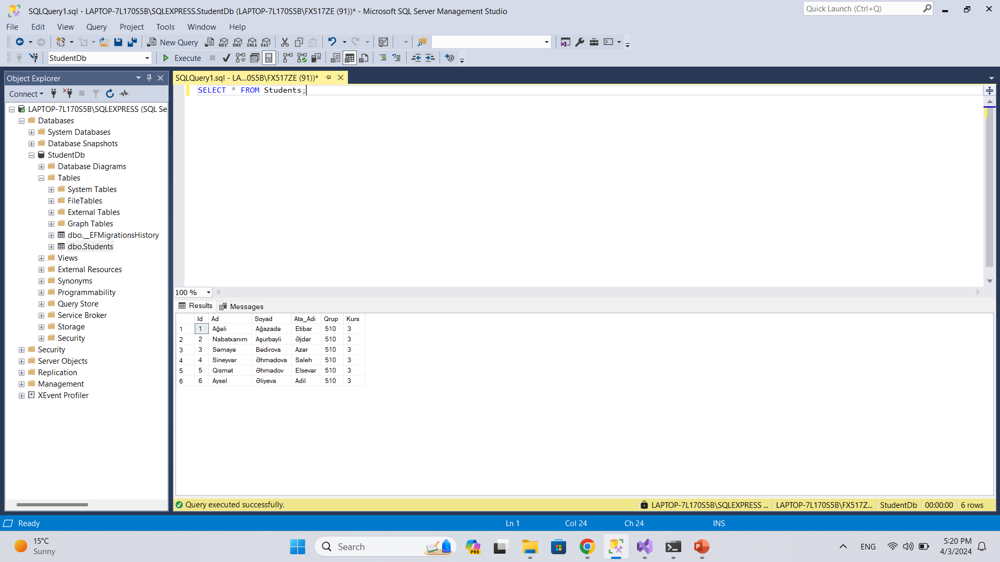 SQLQuery1.sql - LAPTOP-7L170S5B\SQLEXPRESS.StudentDb (LAPTOP-7L170S5B\FX517ZE (91))* - Microsoft SQL Server Management Studio
Quick Launch (Ctrl+Q)
File Edit View Query Project Tools Window Help
New Query MDX DMX XMLA DAX
StudentDb Execute
Object Explorer
SQLQuery1.sql - LA...0S5B\FX517ZE (91))*
Connect
SELECT * FROM Students;
LAPTOP-7L170S5B\SQLEXPRESS (SQL Se
Databases
System Databases
Database Snapshots
StudentDb
Database Diagrams
Tables
System Tables
FileTables
External Tables
Graph Tables
dbo.__EFMigrationsHistory
dbo.Students
Views
External Resources
Synonyms
Programmability
Query Store
Service Broker
Storage
Security
Security
Server Objects
Replication
Management
XEvent Profiler
100 %
Results Messages
Id Ad Soyad Ata_Adi Qrup Kurs
1 1 Ağəli Ağazadə Etibar 510 3
2 2 Nabatxanım Aşurbəyli Əjdər 510 3
3 3 Səmayə Bədirova Azər 510 3
4 4 Sineyvər Əhmədova Saleh 510 3
5 5 Qismət Əhmədov Elsevər 510 3
6 6 Aysel Əliyeva Adil 510 3
Query executed successfully.
LAPTOP-7L170S5B\SQLEXPRESS ... LAPTOP-7L170S5B\FX517Z... StudentDb 00:00:00 6 rows
Ready Ln 1 Col 24 Ch 24 INS
15°C
Sunny
Search
PRE
ENG
5:20 PM
4/3/2024